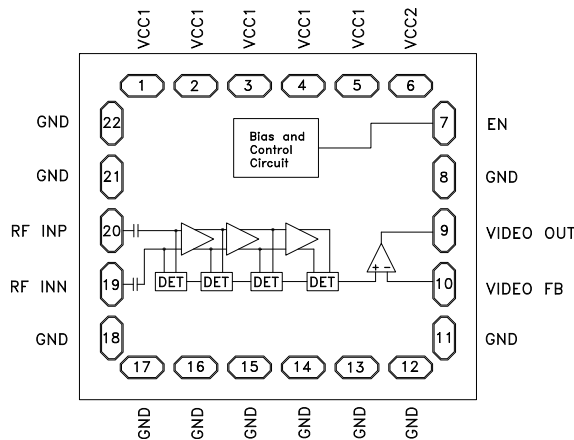 VCC1 VCC1 VCC1 VCC1 VCC1 VCC2
1 2 3 4 5 6
GND 22 7 EN
Bias and
Control
Circuit
GND 21 8 GND
RF INP 20 9 VIDEO OUT
+ -
RF INN 19 DET DET DET DET 10 VIDEO FB
GND 18 11 GND
17 16 15 14 13 12
GND GND GND GND GND GND